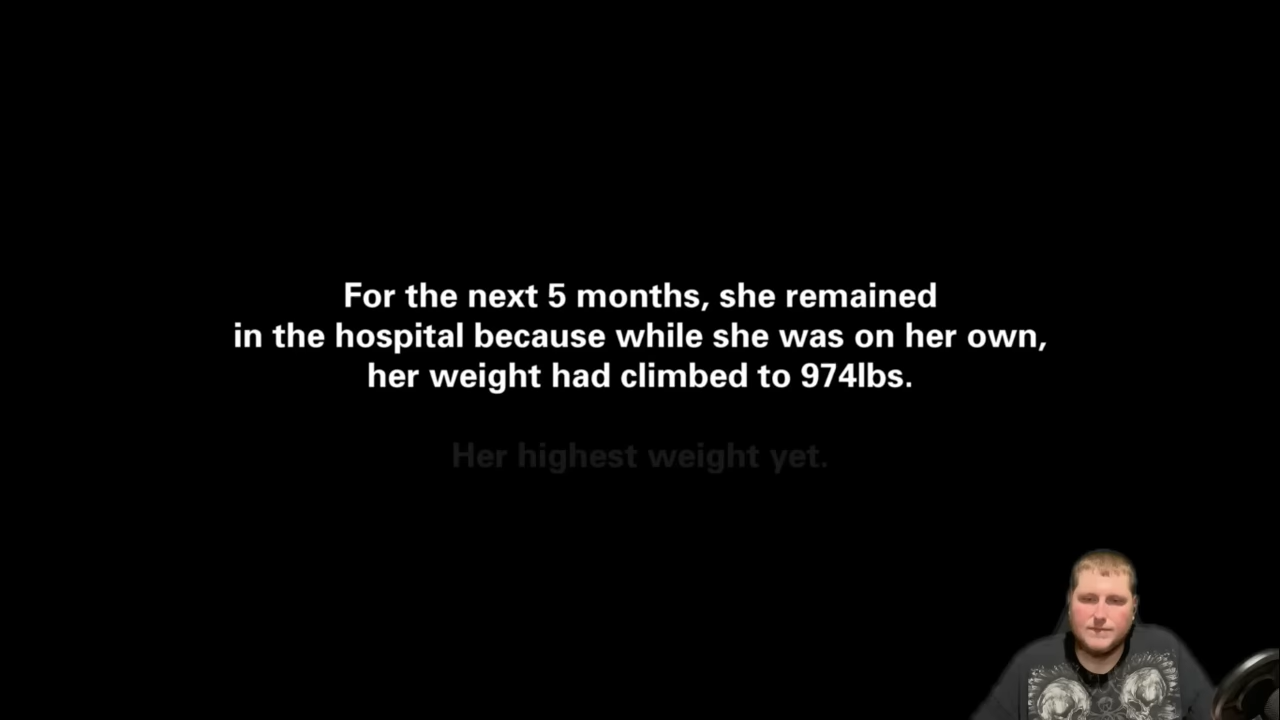 For the next 5 months, she remained
in the hospital because while she was on her own,
her weight had climbed to 974lbs.
Her highest weight yet.